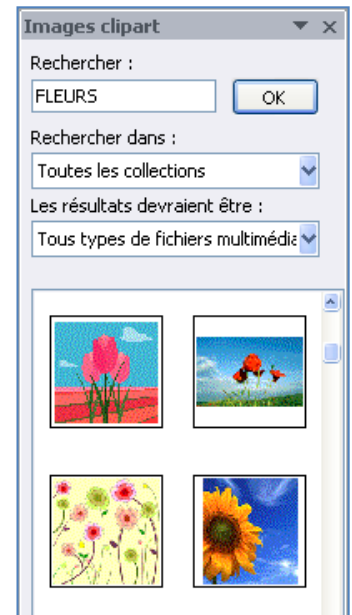 Images clipart
Rechercher :
FLEURS
OK
Rechercher dans :
Toutes les collections
Les résultats devraient être :
Tous types de fichiers multimédia